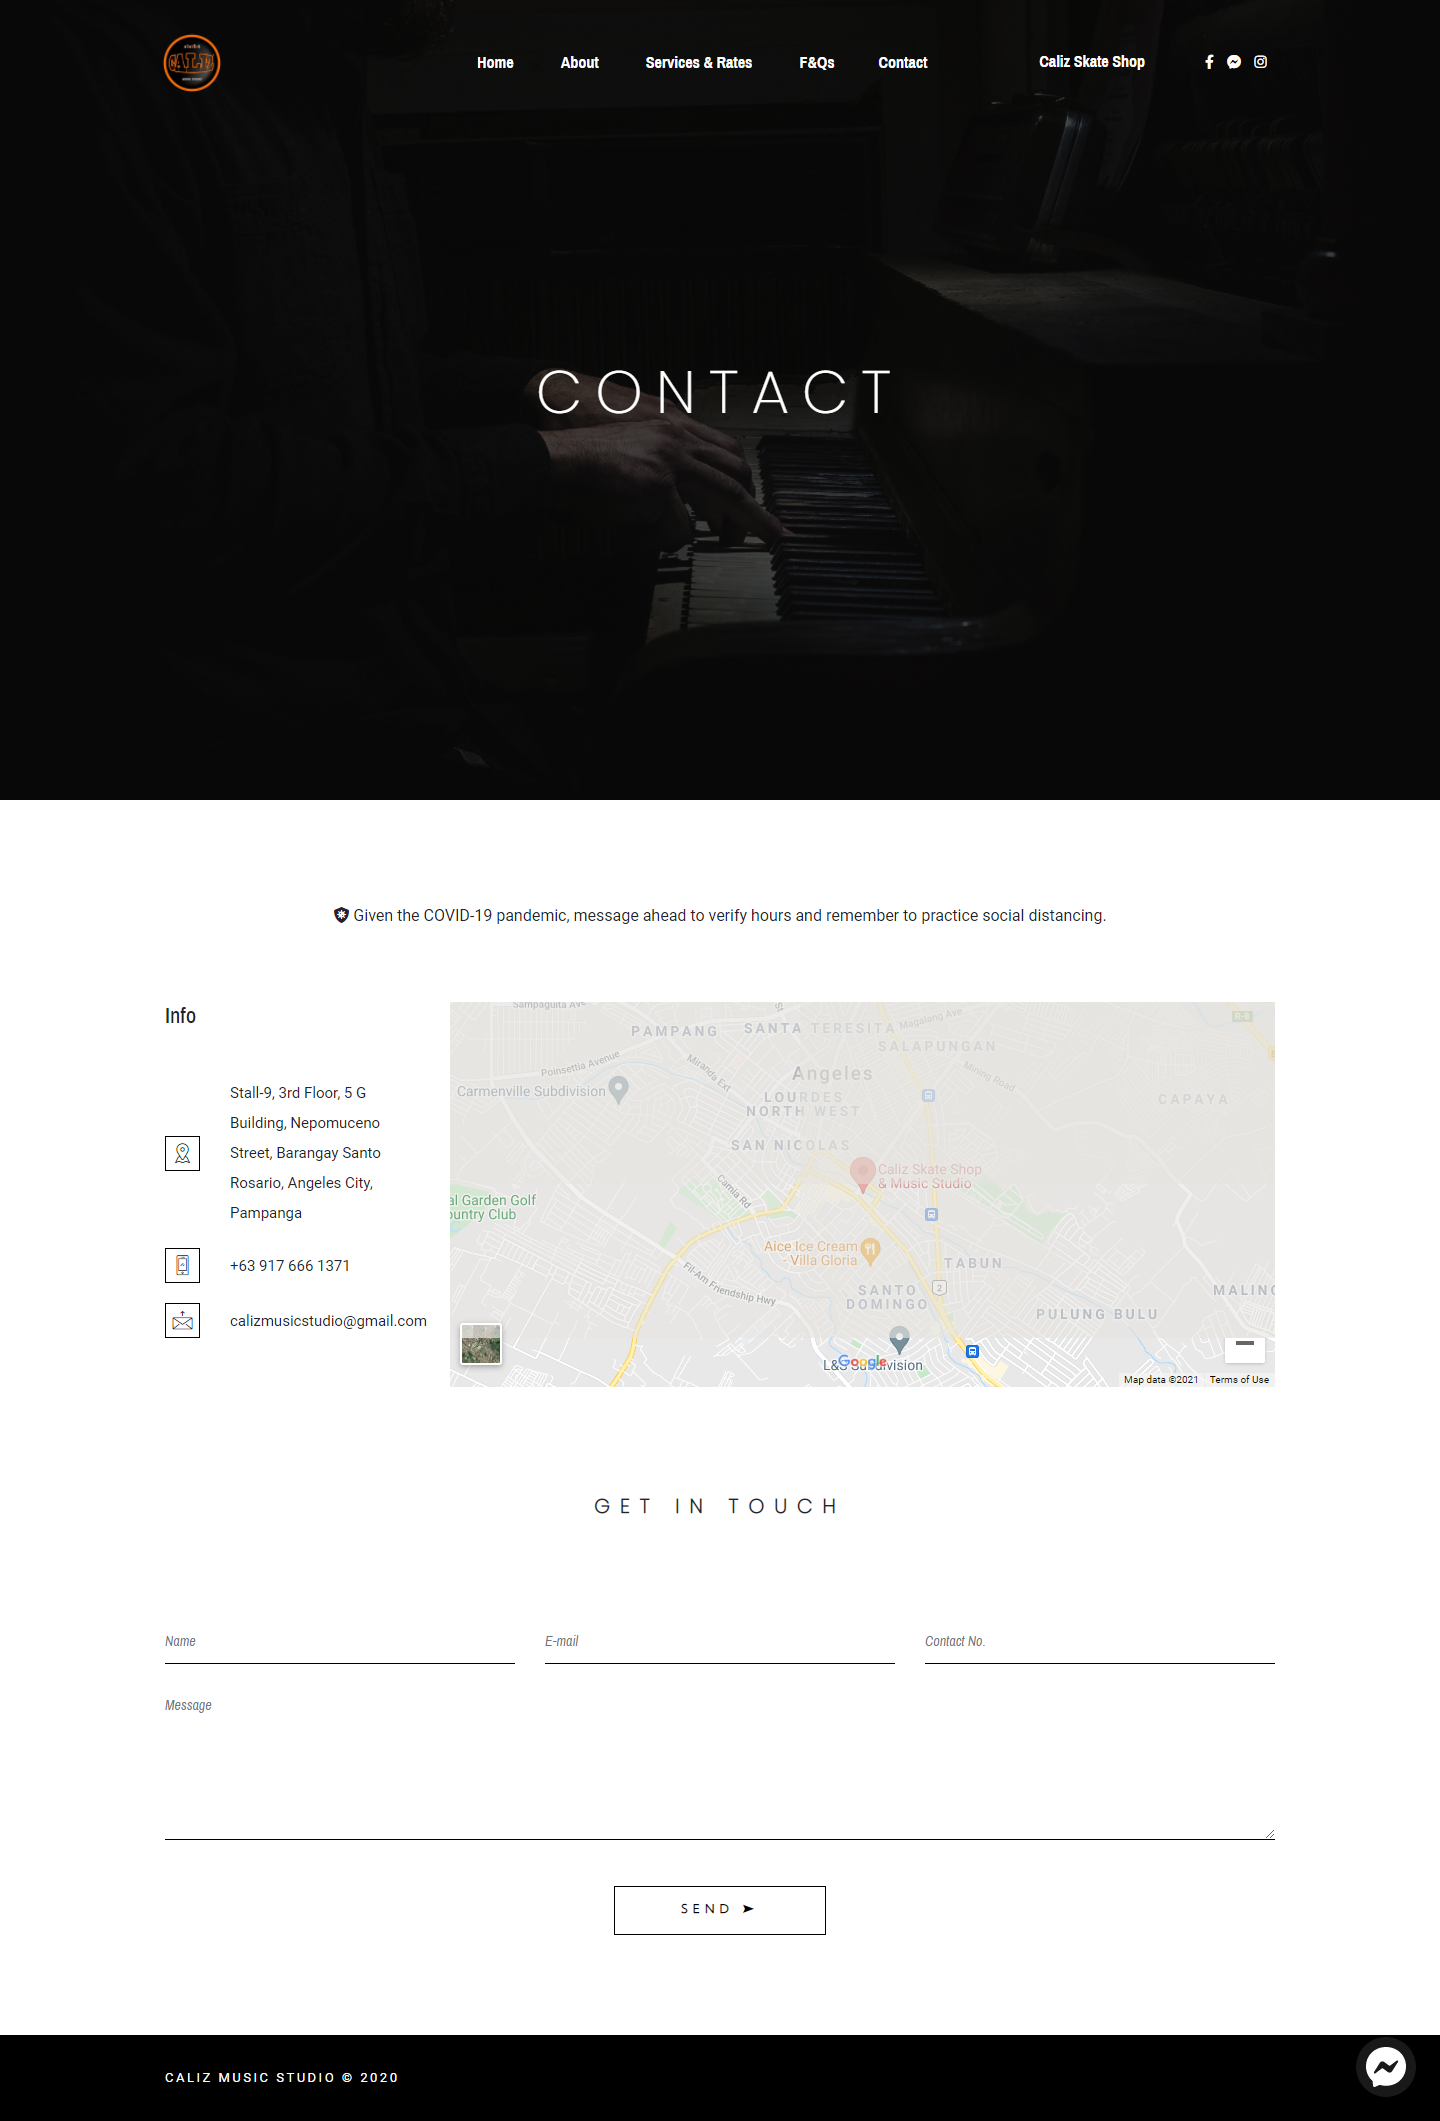 CALIZ
Home
About
Services & Rates
F&Qs
Contact
Caliz Skate Shop
CONTACT
Given the COVID-19 pandemic, message ahead to verify hours and remember to practice social distancing.
Info
Stall-9, 3rd Floor, 5 G
Building, Nepomuceno
Street, Barangay Santo
Rosario, Angeles City,
Pampanga
+63 917 666 1371
calizmusicstudio@gmail.com
Sampaguita Ave
St
Magalang Ave
R-8
PAMPANG
SANTA TERESITA
SALAPUNGAN
Poinsettia Avenue
Miranda Ext
Angeles
Mining Road
Carmenville Subdivision
LOURDES
NORTH WEST
CAPAYA
SAN NICOLAS
Caliz Skate Shop
& Music Studio
Camia Rd
al Garden Golf
ountry Club
Aice Ice Cream
- Villa Gloria
TABUN
Fil-Am Friendship Hwy
SANTO
DOMINGO
2
MALINO
PULUNG BULU
Google
L&S Subdivision
Map data ©2021
Terms of Use
GET IN TOUCH
Name
E-mail
Contact No.
Message
SEND
CALIZ MUSIC STUDIO © 2020